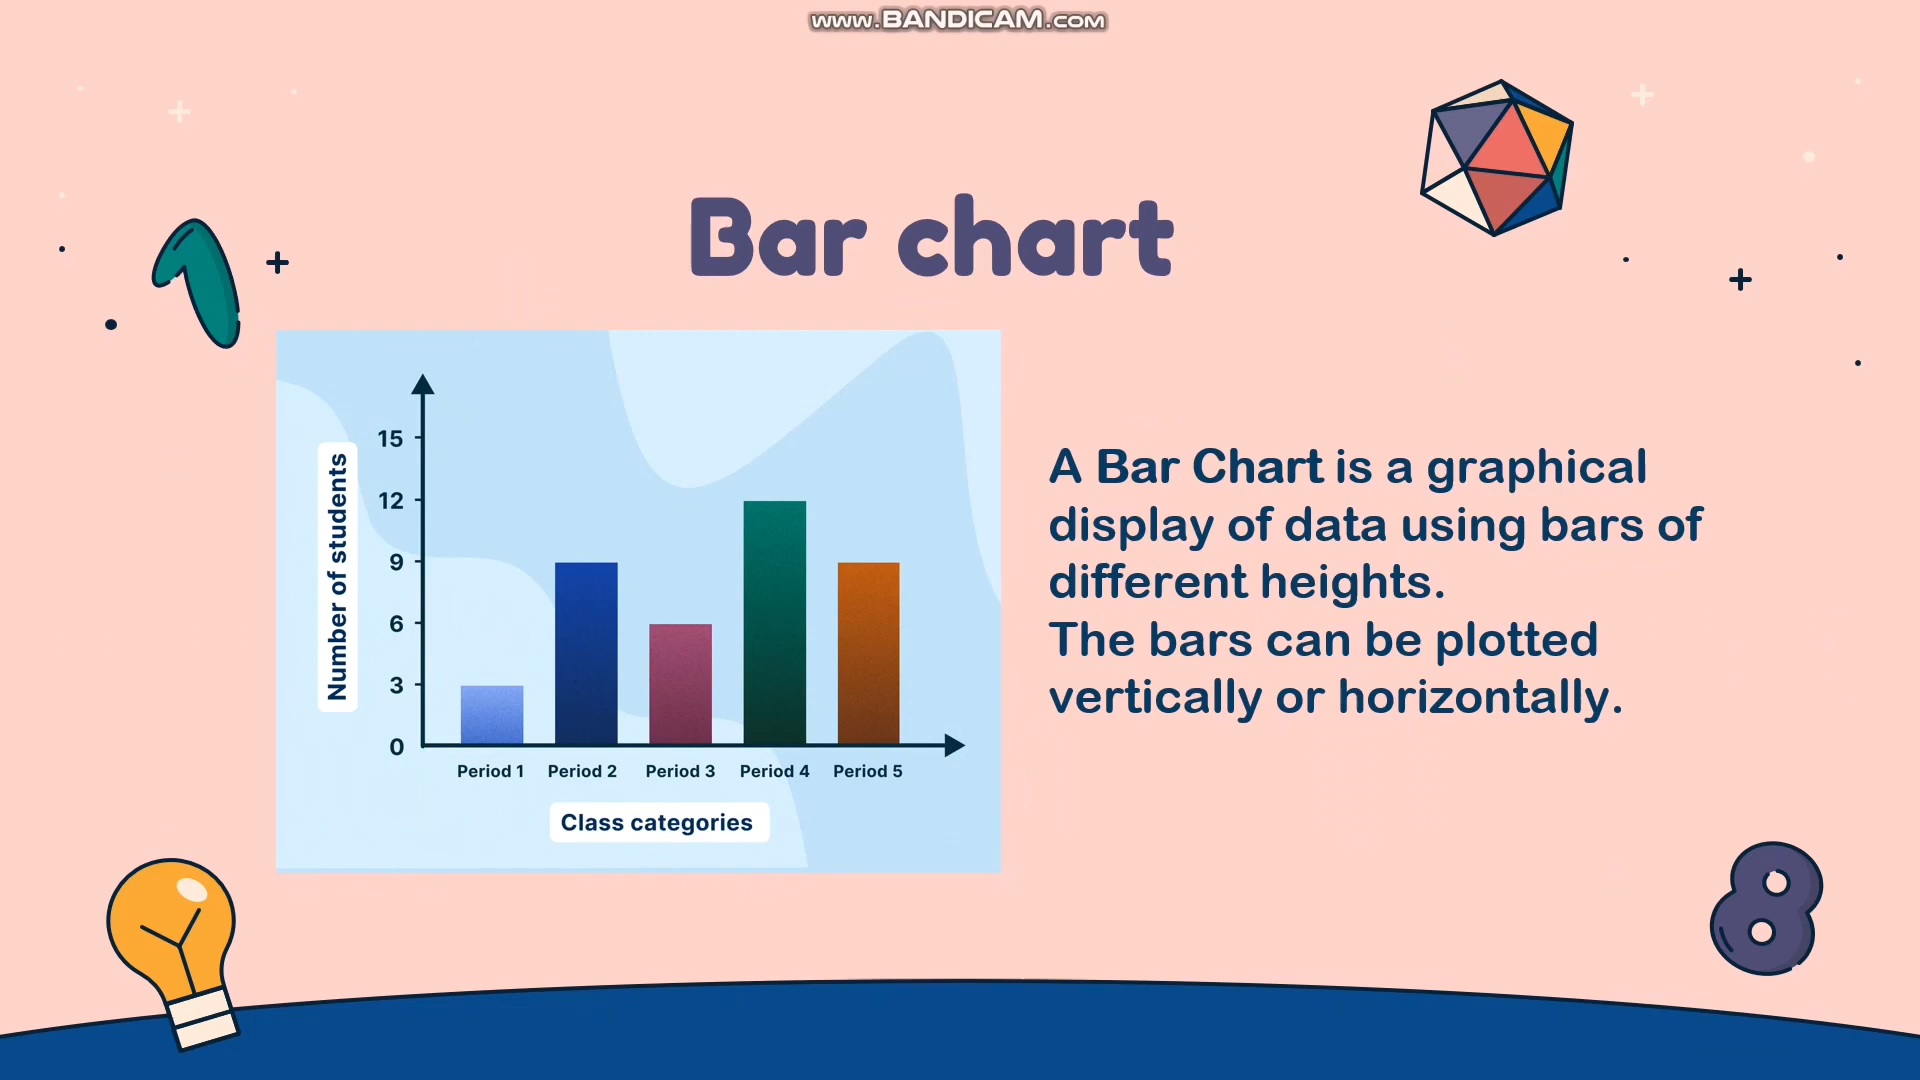 www.BANDICAM.com
Bar chart
Number of students
15
12
9
6
3
0
Period 1 Period 2 Period 3 Period 4 Period 5
Class categories
A Bar Chart is a graphical
display of data using bars of
different heights.
The bars can be plotted
vertically or horizontally.
1
8